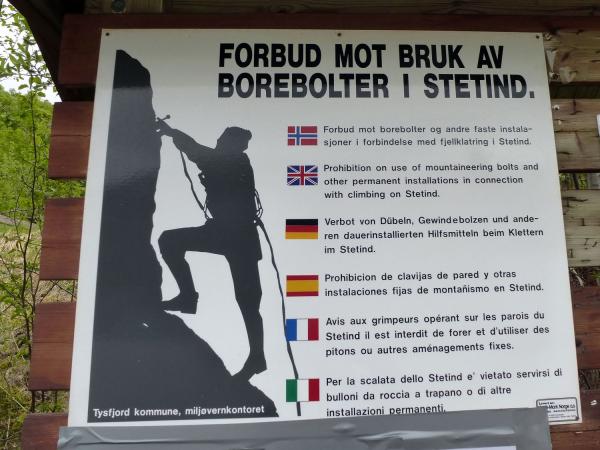 FORBUD MOT BRUK AV
BOREBOLTER I STETIND.
Forbud mot borebolter og andre faste instala-
sjoner i forbindelse med fjellklatring i Stetind.
Prohibition on use of mountaineering bolts and
other permanent installations in connection
with climbing on Stetind.
Verbot von Dübeln, Gewindebolzen und ande-
ren dauerinstallierten Hilfsmitteln beim Klettern
im Stetind.
Prohibicion de clavijas de pared y otras
instalaciones fijas de montañismo en Stetind.
Avis aux grimpeurs opérant sur les parois du
Stetind il est interdit de forer et d'utilizer des
pitons ou autres aménagements fixes.
Per la scalata dello Stetind e' vietato servirsi di
bulloni da roccia a trapano o di altre
installazioni permanenti.
Tysfjord kommune, miljøvernkontoret